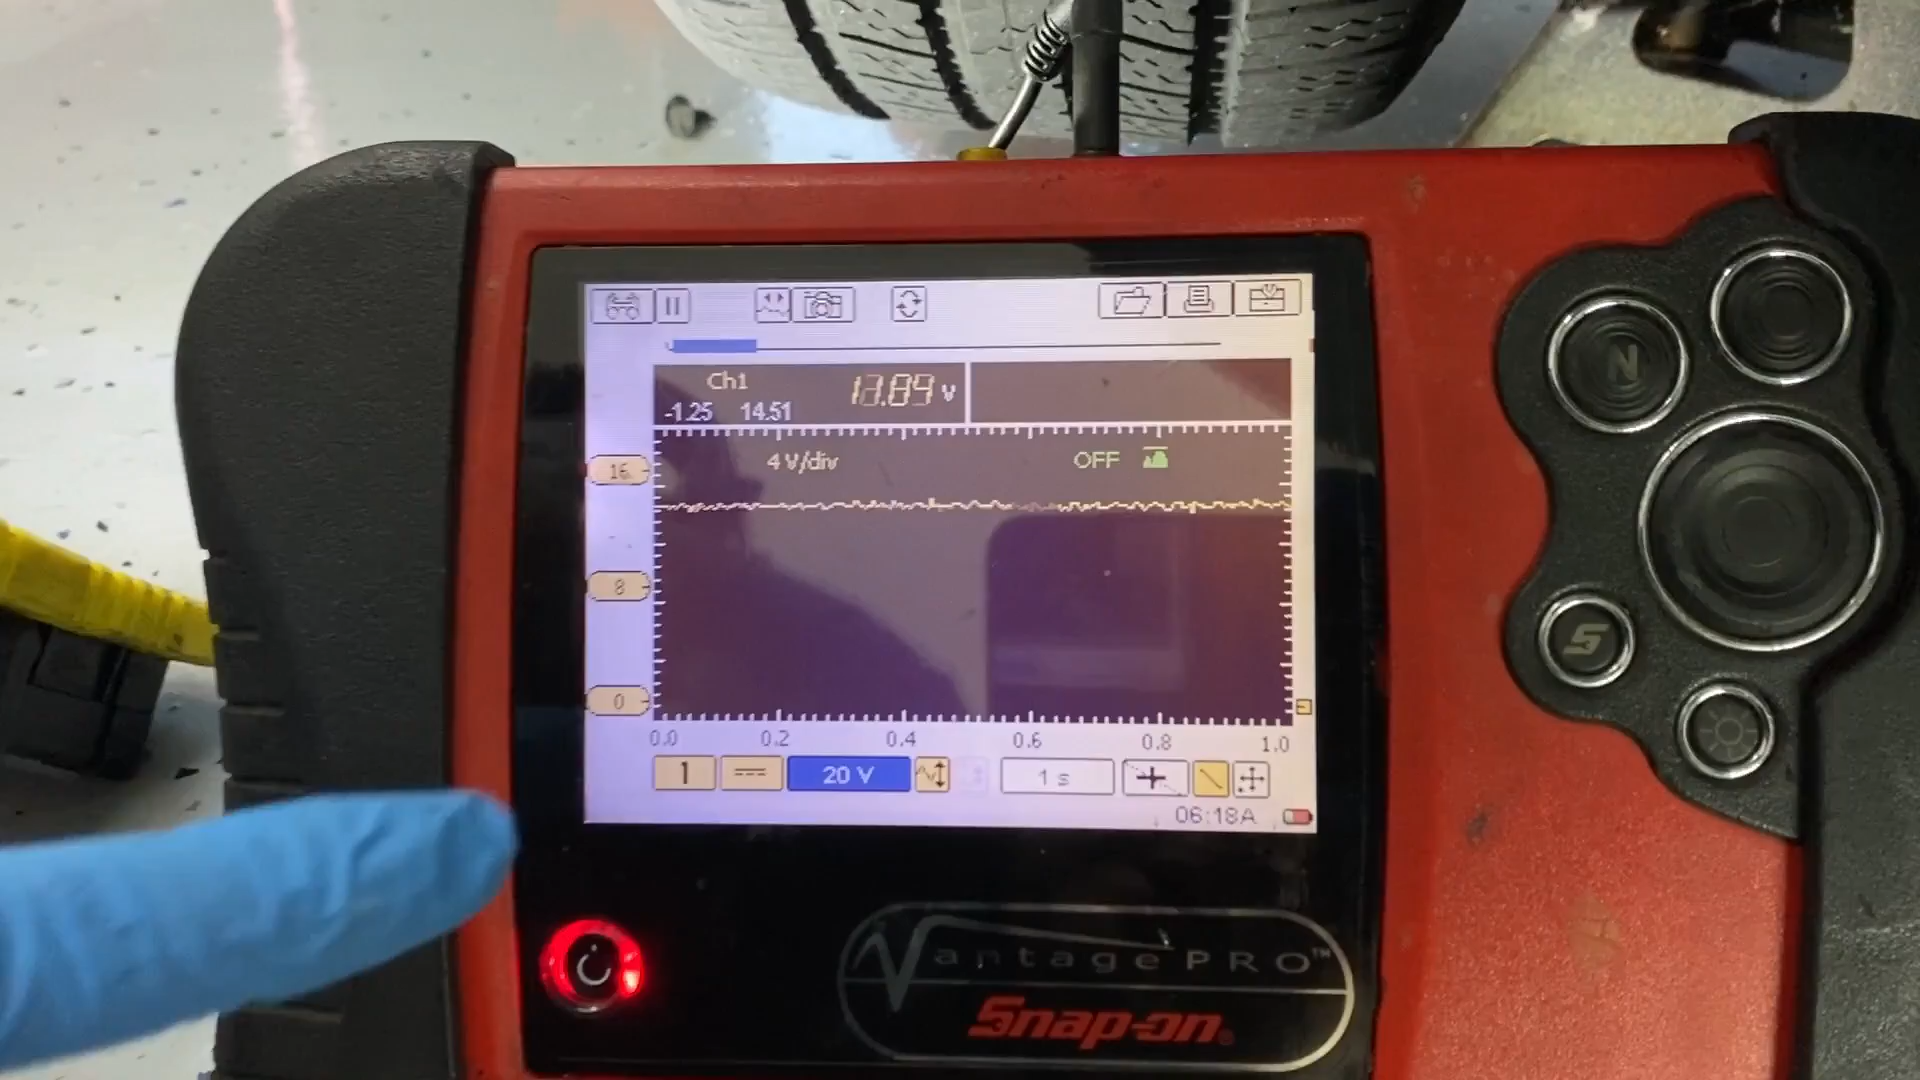 Ch1
13.89 V
-1.25 14.51
4 V/div OFF
16
8
0
0.0 0.2 0.4 0.6 0.8 1.0
1 20 V 1 s
06:18A
N
S
VantagePRO™
Snap-on®